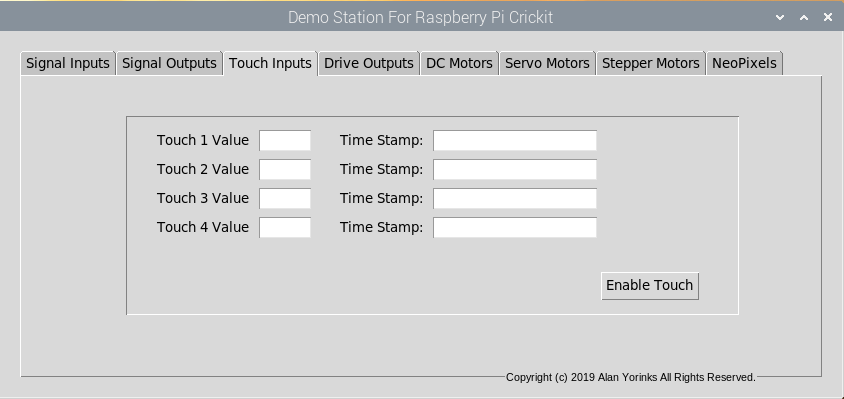 Demo Station For Raspberry Pi Crickit
Signal Inputs Signal Outputs Touch Inputs Drive Outputs DC Motors Servo Motors Stepper Motors NeoPixels
Touch 1 Value Time Stamp:
Touch 2 Value Time Stamp:
Touch 3 Value Time Stamp:
Touch 4 Value Time Stamp:
Enable Touch
Copyright (c) 2019 Alan Yorinks All Rights Reserved.